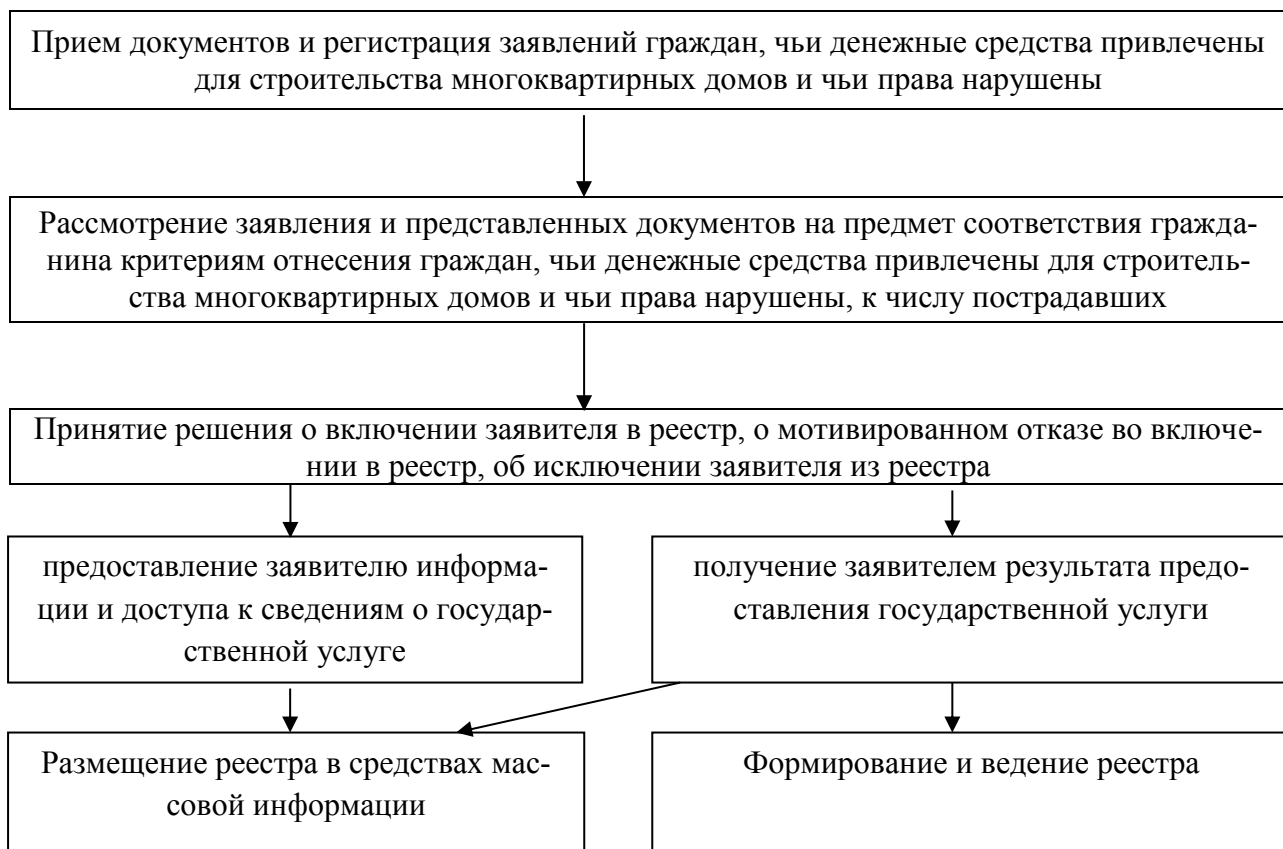 Прием документов и регистрация заявлений граждан, чьи денежные средства привлечены
для строительства многоквартирных домов и чьи права нарушены
Рассмотрение заявления и представленных документов на предмет соответствия гражда-
нина критериям отнесения граждан, чьи денежные средства привлечены для строитель-
ства многоквартирных домов и чьи права нарушены, к числу пострадавших
Принятие решения о включении заявителя в реестр, о мотивированном отказе во включе-
нии в реестр, об исключении заявителя из реестра
предоставление заявителю информа-
ции и доступа к сведениям о государ-
ственной услуге
получение заявителем результата предо-
ставления государственной услуги
Размещение реестра в средствах мас-
совой информации
Формирование и ведение реестра